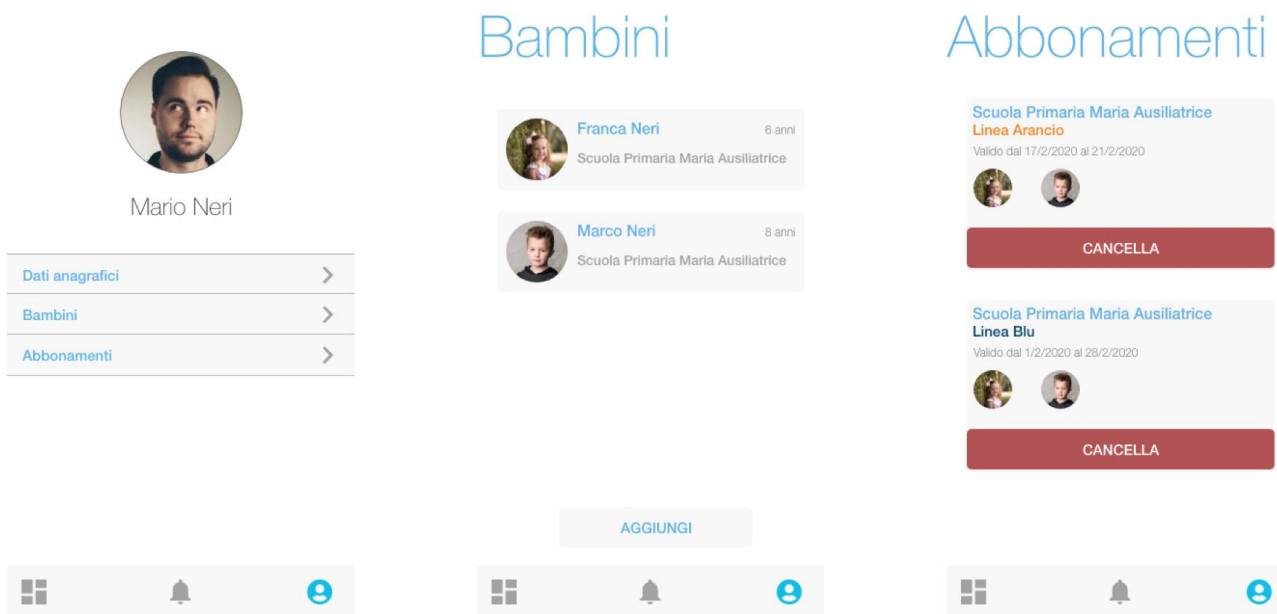 Mario Neri
Dati anagrafici
Bambini
Abbonamenti
Bambini
Franca Neri 6 anni
Scuola Primaria Maria Ausiliatrice
Marco Neri 8 anni
Scuola Primaria Maria Ausiliatrice
AGGIUNGI
Abbonamenti
Scuola Primaria Maria Ausiliatrice
Linea Arancio
Valido dal 17/2/2020 al 21/2/2020
CANCELLA
Scuola Primaria Maria Ausiliatrice
Linea Blu
Valido dal 1/2/2020 al 28/2/2020
CANCELLA